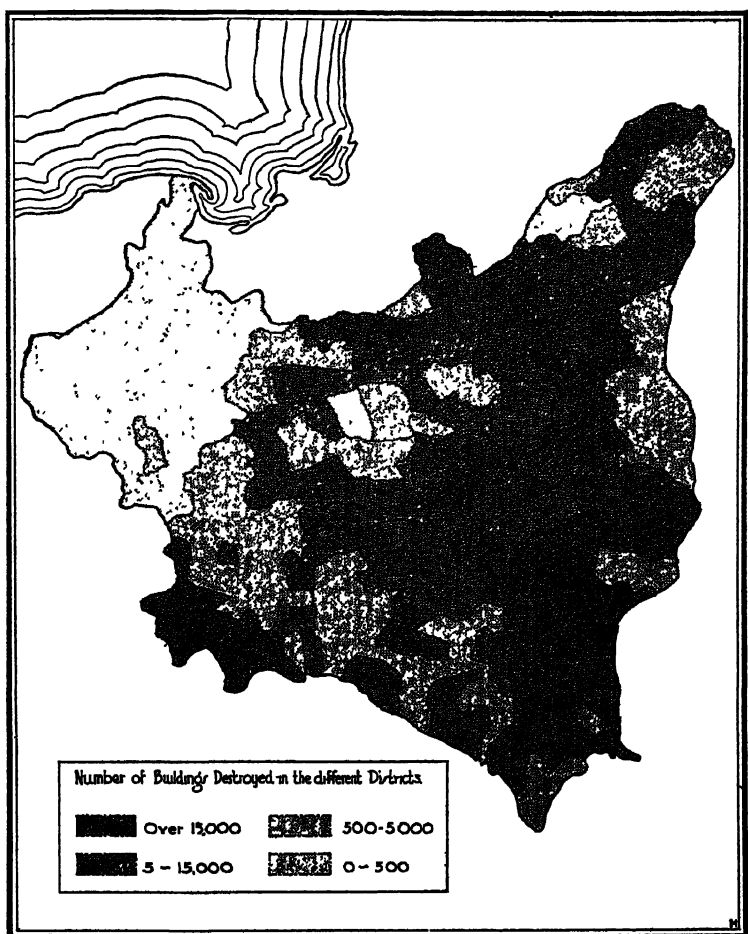 Number of Buildings Destroyed in the different Districts.
Over 15,000
500-5000
5 - 15,000
0 - 500